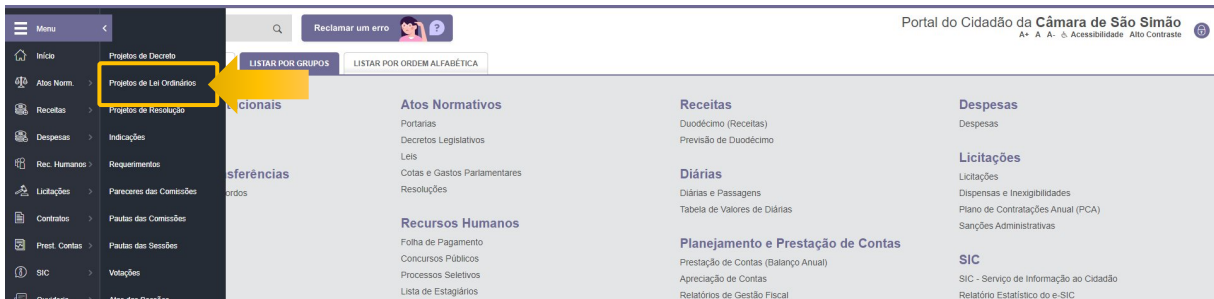 Menu
Reclamar um erro
?
Portal do Cidadão da Câmara de São Simão
A+ A A- Acessibilidade Alto Contraste
LISTAR POR GRUPOS
LISTAR POR ORDEM ALFABÉTICA
Início
Atos Norm.
Receitas
Despesas
Rec. Humanos
Licitações
Contratos
Prest. Contas
SIC
Projetos de Decreto
Projetos de Lei Ordinários
Projetos de Resolução
Indicações
Requerimentos
Pareceres das Comissões
Pautas das Comissões
Pautas das Sessões
Votações
Atos Normativos
Portarias
Decretos Legislativos
Leis
Cotas e Gastos Parlamentares
Resoluções
Recursos Humanos
Folha de Pagamento
Concursos Públicos
Processos Seletivos
Lista de Estagiários
Receitas
Duodécimo (Receitas)
Previsão de Duodécimo
Diárias
Diárias e Passagens
Tabela de Valores de Diárias
Planejamento e Prestação de Contas
Prestação de Contas (Balanço Anual)
Apreciação de Contas
Relatórios de Gestão Fiscal
Despesas
Despesas
Licitações
Licitações
Dispensas e Inexigibilidades
Plano de Contratações Anual (PCA)
Sanções Administrativas
SIC
SIC - Serviço de Informação ao Cidadão
Relatório Estatístico do e-SIC